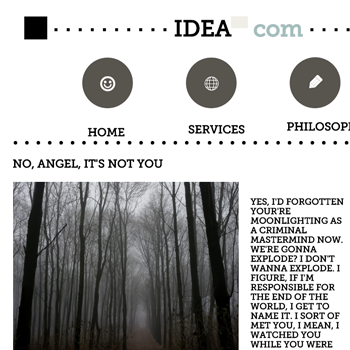 IDEA com
HOME
SERVICES
NO, ANGEL, IT'S NOT YOU
YES, I'D FORGOTTEN
YOUR'RE
MOONLIGHTING AS
A CRIMINAL
MASTERMIND NOW.
WE'RE GONNA
EXPLODE? I DON'T
WANNA EXPLODE. I
FIGURE, IF I'M
RESPONSIBLE FOR
THE END OF THE
WORLD, I GET TO
NAME IT. I SORT OF
MET YOU, I MEAN, I
WATCHED YOU
WHILE YOU WERE